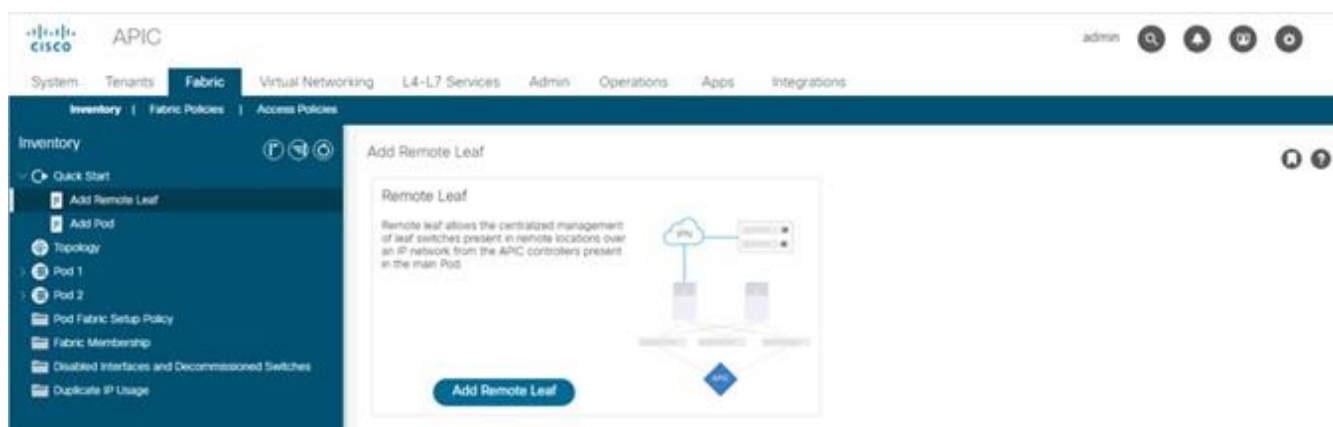 CISCO
APIC
admin
System Tenants Fabric Virtual Networking L4-L7 Services Admin Operations Apps Integrations
Inventory | Fabric Policies | Access Policies
Inventory
Quick Start
Add Remote Leaf
Add Pod
Topology
Pod 1
Pod 2
Pod Fabric Setup Policy
Fabric Membership
Disabled Interfaces and Decommissioned Switches
Duplicate IP Usage
Add Remote Leaf
Remote Leaf
Remote leaf allows the centralized management
of leaf switches present in remote locations over
an IP network from the APIC controllers present
in the main Pod.
IPN
APIC
Add Remote Leaf